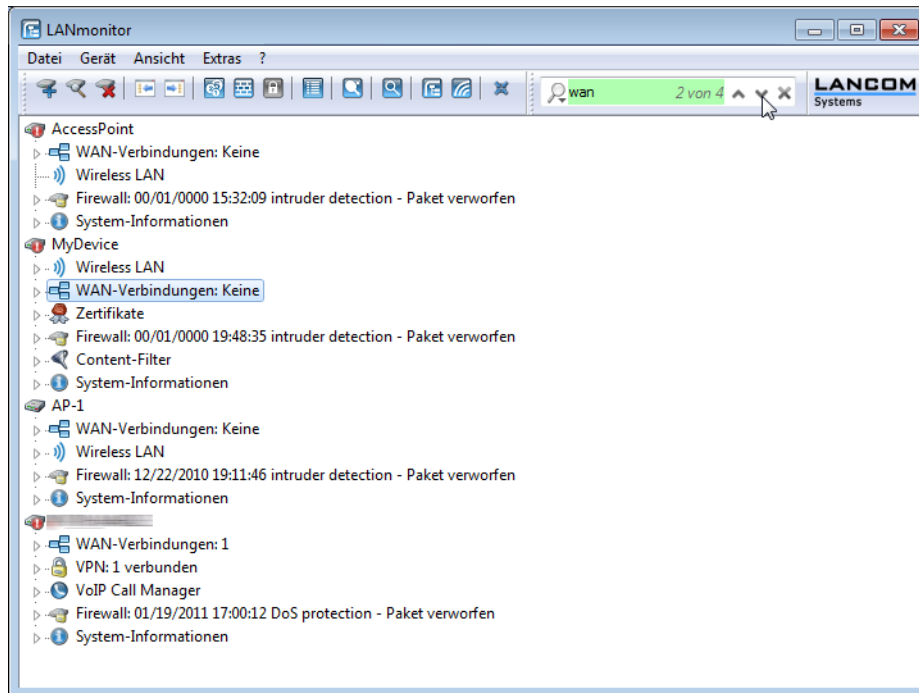 LANmonitor
Datei Gerät Ansicht Extras ?
wan 2 von 4
LANCOM
Systems
AccessPoint
WAN-Verbindungen: Keine
Wireless LAN
Firewall: 00/01/0000 15:32:09 intruder detection - Paket verworfen
System-Informationen
MyDevice
Wireless LAN
WAN-Verbindungen: Keine
Zertifikate
Firewall: 00/01/0000 19:48:35 intruder detection - Paket verworfen
Content-Filter
System-Informationen
AP-1
WAN-Verbindungen: Keine
Wireless LAN
Firewall: 12/22/2010 19:11:46 intruder detection - Paket verworfen
System-Informationen
WAN-Verbindungen: 1
VPN: 1 verbunden
VoIP Call Manager
Firewall: 01/19/2011 17:00:12 DoS protection - Paket verworfen
System-Informationen